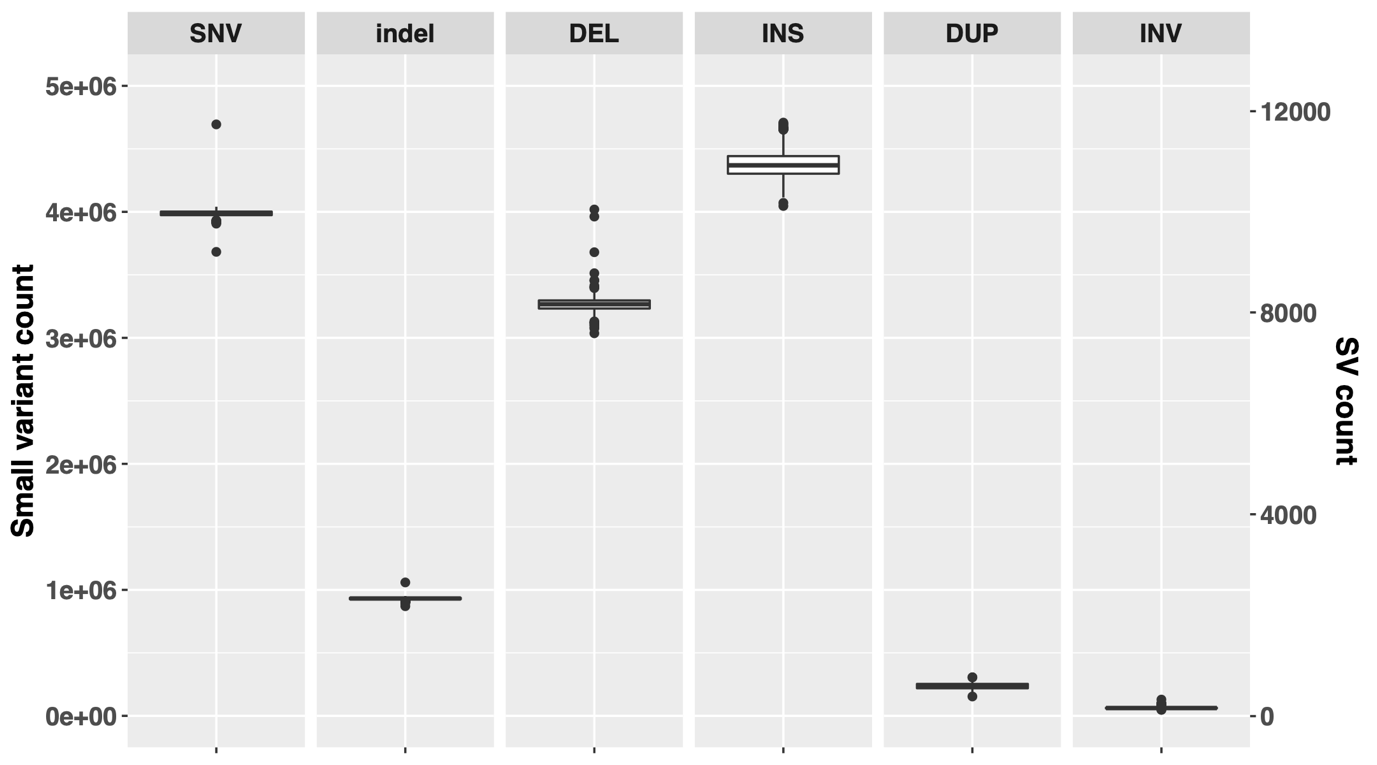 SNV indel DEL INS DUP INV
Small variant count
5e+06
4e+06
3e+06
2e+06
1e+06
0e+00
12000
8000
4000
0
SV count